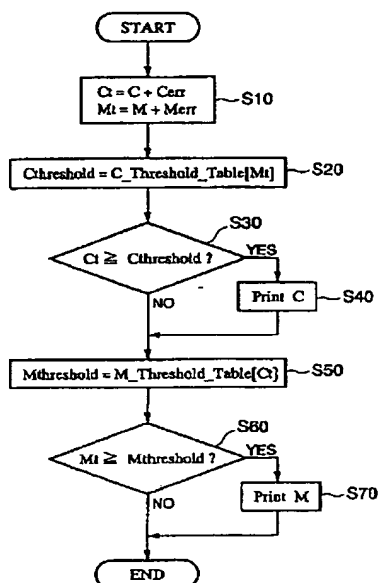 START
Ct = C + Cerr
Mt = M + Merr
S10
Cthreshold = C_Threshold_Table[Mt]
S20
S30
Ct ≧ Cthreshold ?
YES
Print C
S40
NO
Mthreshold = M_Threshold_Table[Ct}
S50
S60
Mt ≧ Mthreshold ?
YES
Print M
S70
NO
END